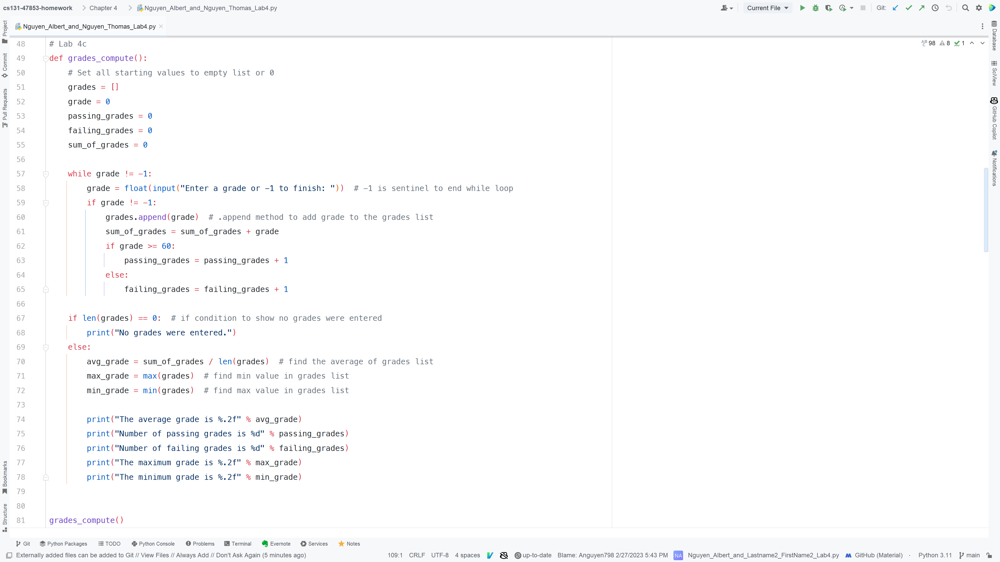 cs131-47853-homework Chapter 4 Nguyen_Albert_and_Nguyen_Thomas_Lab4.py Current File Git:
Nguyen_Albert_and_Nguyen_Thomas_Lab4.py
Project
Commit
Pull Requests
Bookmarks
Structure
98 8 1
48 # Lab 4c
49 def grades_compute():
50     # Set all starting values to empty list or 0
51     grades = []
52     grade = 0
53     passing_grades = 0
54     failing_grades = 0
55     sum_of_grades = 0
56
57     while grade != -1:
58         grade = float(input("Enter a grade or -1 to finish: "))  # -1 is sentinel to end while loop
59         if grade != -1:
60             grades.append(grade)  # .append method to add grade to the grades list
61             sum_of_grades = sum_of_grades + grade
62             if grade >= 60:
63                 passing_grades = passing_grades + 1
64             else:
65                 failing_grades = failing_grades + 1
66
67     if len(grades) == 0:  # if condition to show no grades were entered
68         print("No grades were entered.")
69     else:
70         avg_grade = sum_of_grades / len(grades)  # find the average of grades list
71         max_grade = max(grades)  # find min value in grades list
72         min_grade = min(grades)  # find max value in grades list
73
74         print("The average grade is %.2f" % avg_grade)
75         print("Number of passing grades is %d" % passing_grades)
76         print("Number of failing grades is %d" % failing_grades)
77         print("The maximum grade is %.2f" % max_grade)
78         print("The minimum grade is %.2f" % min_grade)
79
80
81 grades_compute()
Database
SciView
GitHub Copilot
Notifications
Git Python Packages TODO Python Console Problems Terminal Evernote Services Notes
Externally added files can be added to Git // View Files // Always Add // Don't Ask Again (5 minutes ago) 109:1 CRLF UTF-8 4 spaces up-to-date Blame: Anguyen798 2/27/2023 5:43 PM NA Nguyen_Albert_and_Lastname2_FirstName2_Lab4.py GitHub (Material) · Python 3.11 main